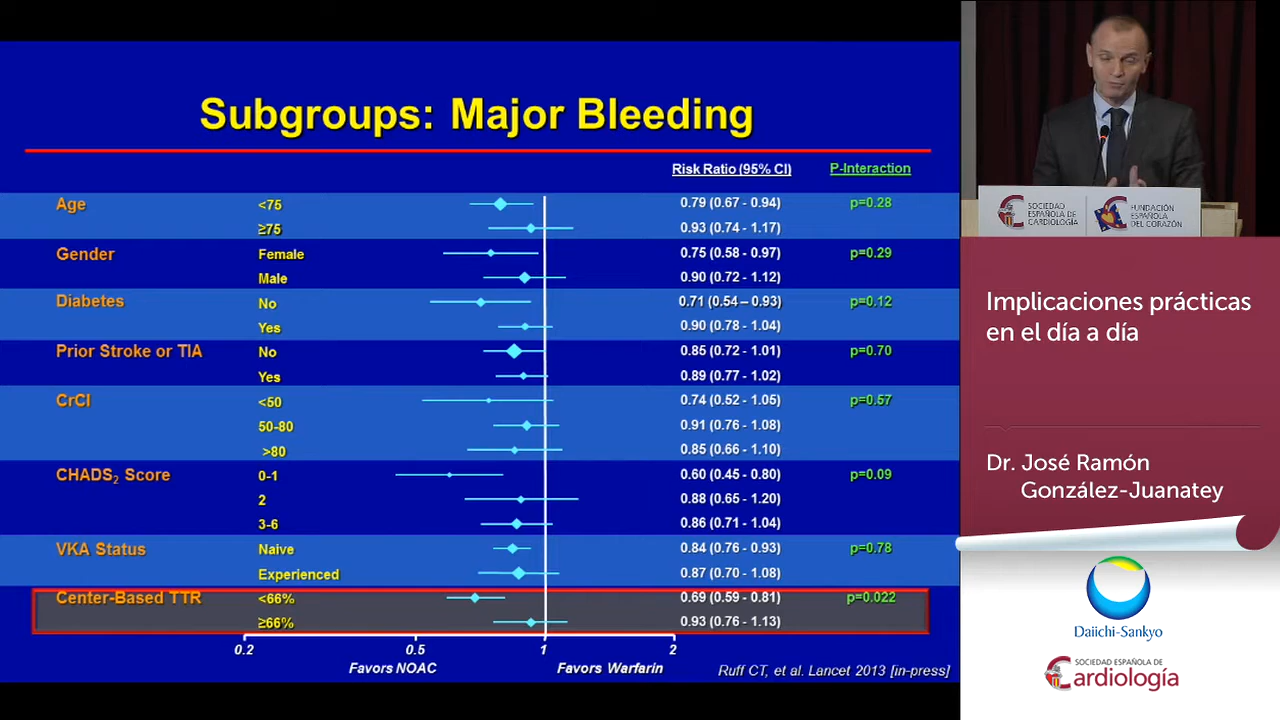 Subgroups: Major Bleeding
Risk Ratio (95% CI) P-Interaction
Age <75 0.79 (0.67 - 0.94) p=0.28
≥75 0.93 (0.74 - 1.17)
Gender Female 0.75 (0.58 - 0.97) p=0.29
Male 0.90 (0.72 - 1.12)
Diabetes No 0.71 (0.54 – 0.93) p=0.12
Yes 0.90 (0.78 - 1.04)
Prior Stroke or TIA No 0.85 (0.72 - 1.01) p=0.70
Yes 0.89 (0.77 - 1.02)
CrCl <50 0.74 (0.52 - 1.05) p=0.57
50-80 0.91 (0.76 - 1.08)
>80 0.85 (0.66 - 1.10)
CHADS₂ Score 0-1 0.60 (0.45 - 0.80) p=0.09
2 0.88 (0.65 - 1.20)
3-6 0.86 (0.71 - 1.04)
VKA Status Naive 0.84 (0.76 - 0.93) p=0.78
Experienced 0.87 (0.70 - 1.08)
Center-Based TTR <66% 0.69 (0.59 - 0.81) p=0.022
≥66% 0.93 (0.76 - 1.13)
0.2 0.5 1 2
Favors NOAC Favors Warfarin
Ruff CT, et al. Lancet 2013 [in-press]
SOCIEDAD
ESPAÑOLA DE
CARDIOLOGÍA
FUNDACIÓN
ESPAÑOLA
DEL CORAZÓN
Implicaciones prácticas
en el día a día
Dr. José Ramón
González-Juanatey
Daiichi-Sankyo
SOCIEDAD ESPAÑOLA DE
Cardiología